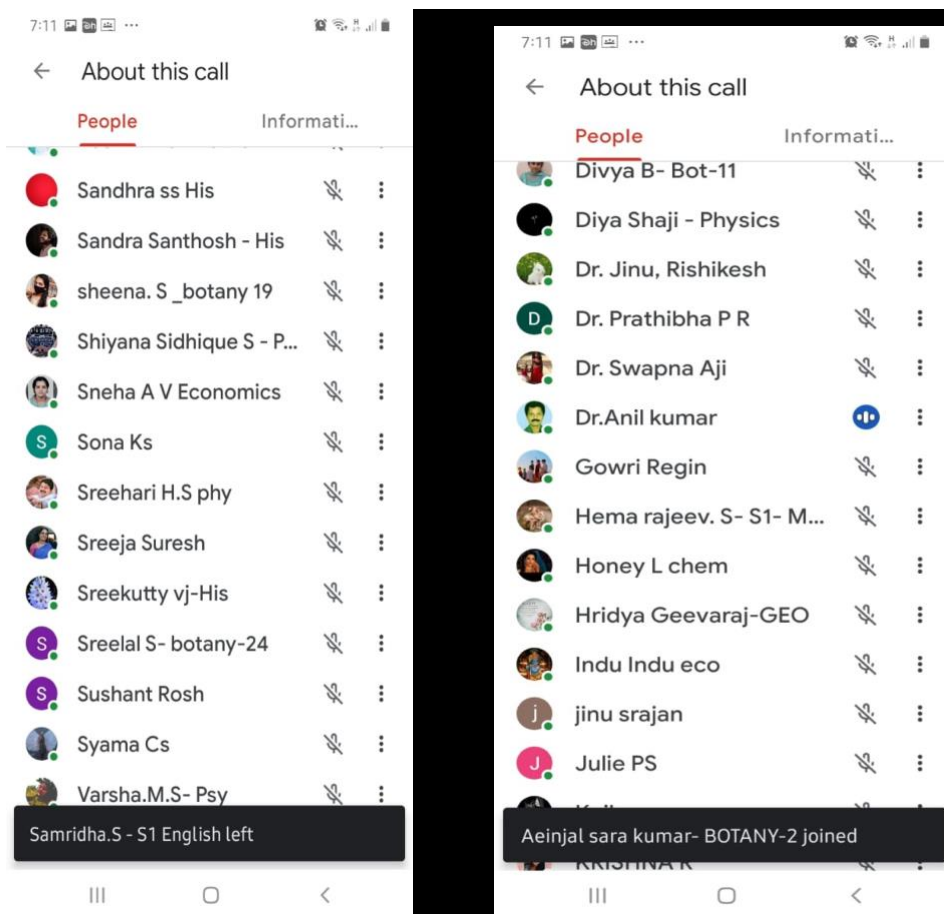 7:11
About this call
People Informati...
Sandhra ss His
Sandra Santhosh - His
sheena. S _botany 19
Shiyana Sidhique S - P...
Sneha A V Economics
S Sona Ks
Sreehari H.S phy
Sreeja Suresh
Sreekutty vj-His
S Sreelal S- botany-24
S Sushant Rosh
Syama Cs
Varsha.M.S- Psy
Samridha.S - S1 English left
7:11
About this call
People Informati...
Divya B- Bot-11
Diya Shaji - Physics
Dr. Jinu, Rishikesh
D Dr. Prathibha P R
Dr. Swapna Aji
Dr.Anil kumar
Gowri Regin
Hema rajeev. S- S1- M...
Honey L chem
Hridya Geevaraj-GEO
Indu Indu eco
j jinu srajan
J Julie PS
Aeinjal sara kumar- BOTANY-2 joined
KRISHNA R